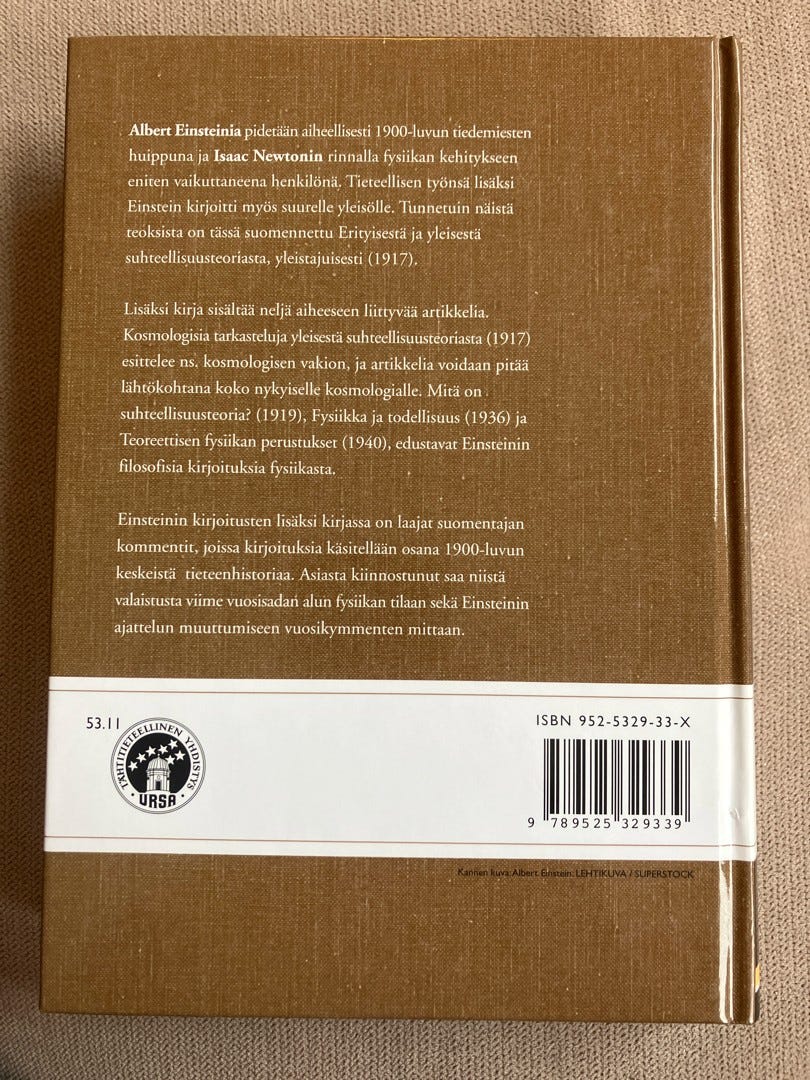 Albert Einsteinia pidetään aiheellisesti 1900-luvun tiedemiesten
huippuna ja Isaac Newtonin rinnalla fysiikan kehitykseen
eniten vaikuttaneena henkilönä. Tieteellisen työnsä lisäksi
Einstein kirjoitti myös suurelle yleisölle. Tunnetuin näistä
teoksista on tässä suomennettu Erityisestä ja yleisestä
suhteellisuusteoriasta, yleistajuisesti (1917).
Lisäksi kirja sisältää neljä aiheeseen liittyvää artikkelia.
Kosmologisia tarkasteluja yleisestä suhteellisuusteoriasta (1917)
esittelee ns. kosmologisen vakion, ja artikkelia voidaan pitää
lähtökohtana koko nykyiselle kosmologialle. Mitä on
suhteellisuusteoria? (1919), Fysiikka ja todellisuus (1936) ja
Teoreettisen fysiikan perustukset (1940), edustavat Einsteinin
filosofisia kirjoituksia fysiikasta.
Einsteinin kirjoitusten lisäksi kirjassa on laajat suomentajan
kommentit, joissa kirjoituksia käsitellään osana 1900-luvun
keskeistä tieteenhistoriaa. Asiasta kiinnostunut saa niistä
valaistusta viime vuosisadan alun fysiikan tilaan sekä Einsteinin
ajattelun muuttumiseen vuosikymmenten mittaan.
53.11
TÄHTITIETEELLINEN YHDISTYS
URSA
ISBN 952-5329-33-X
9 789525 329339
Kannen kuva: Albert Einstein. LEHTIKUVA / SUPERSTOCK